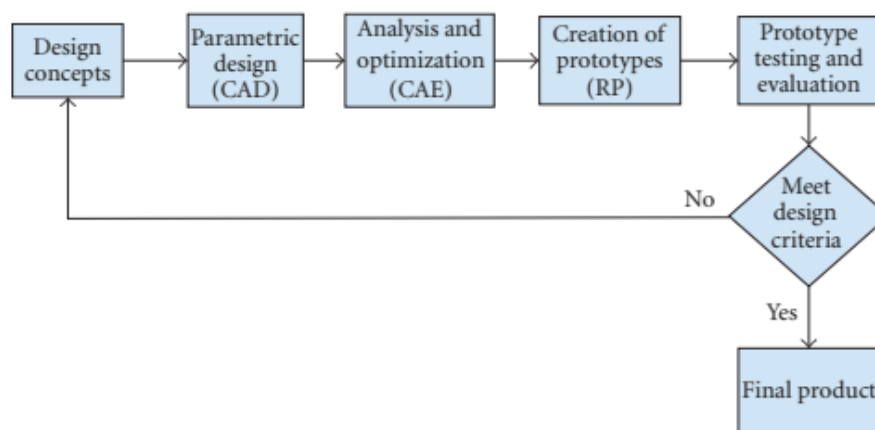 Design
concepts
Parametric
design
(CAD)
Analysis and
optimization
(CAE)
Creation of
prototypes
(RP)
Prototype
testing and
evaluation
Meet
design
criteria
No
Yes
Final product